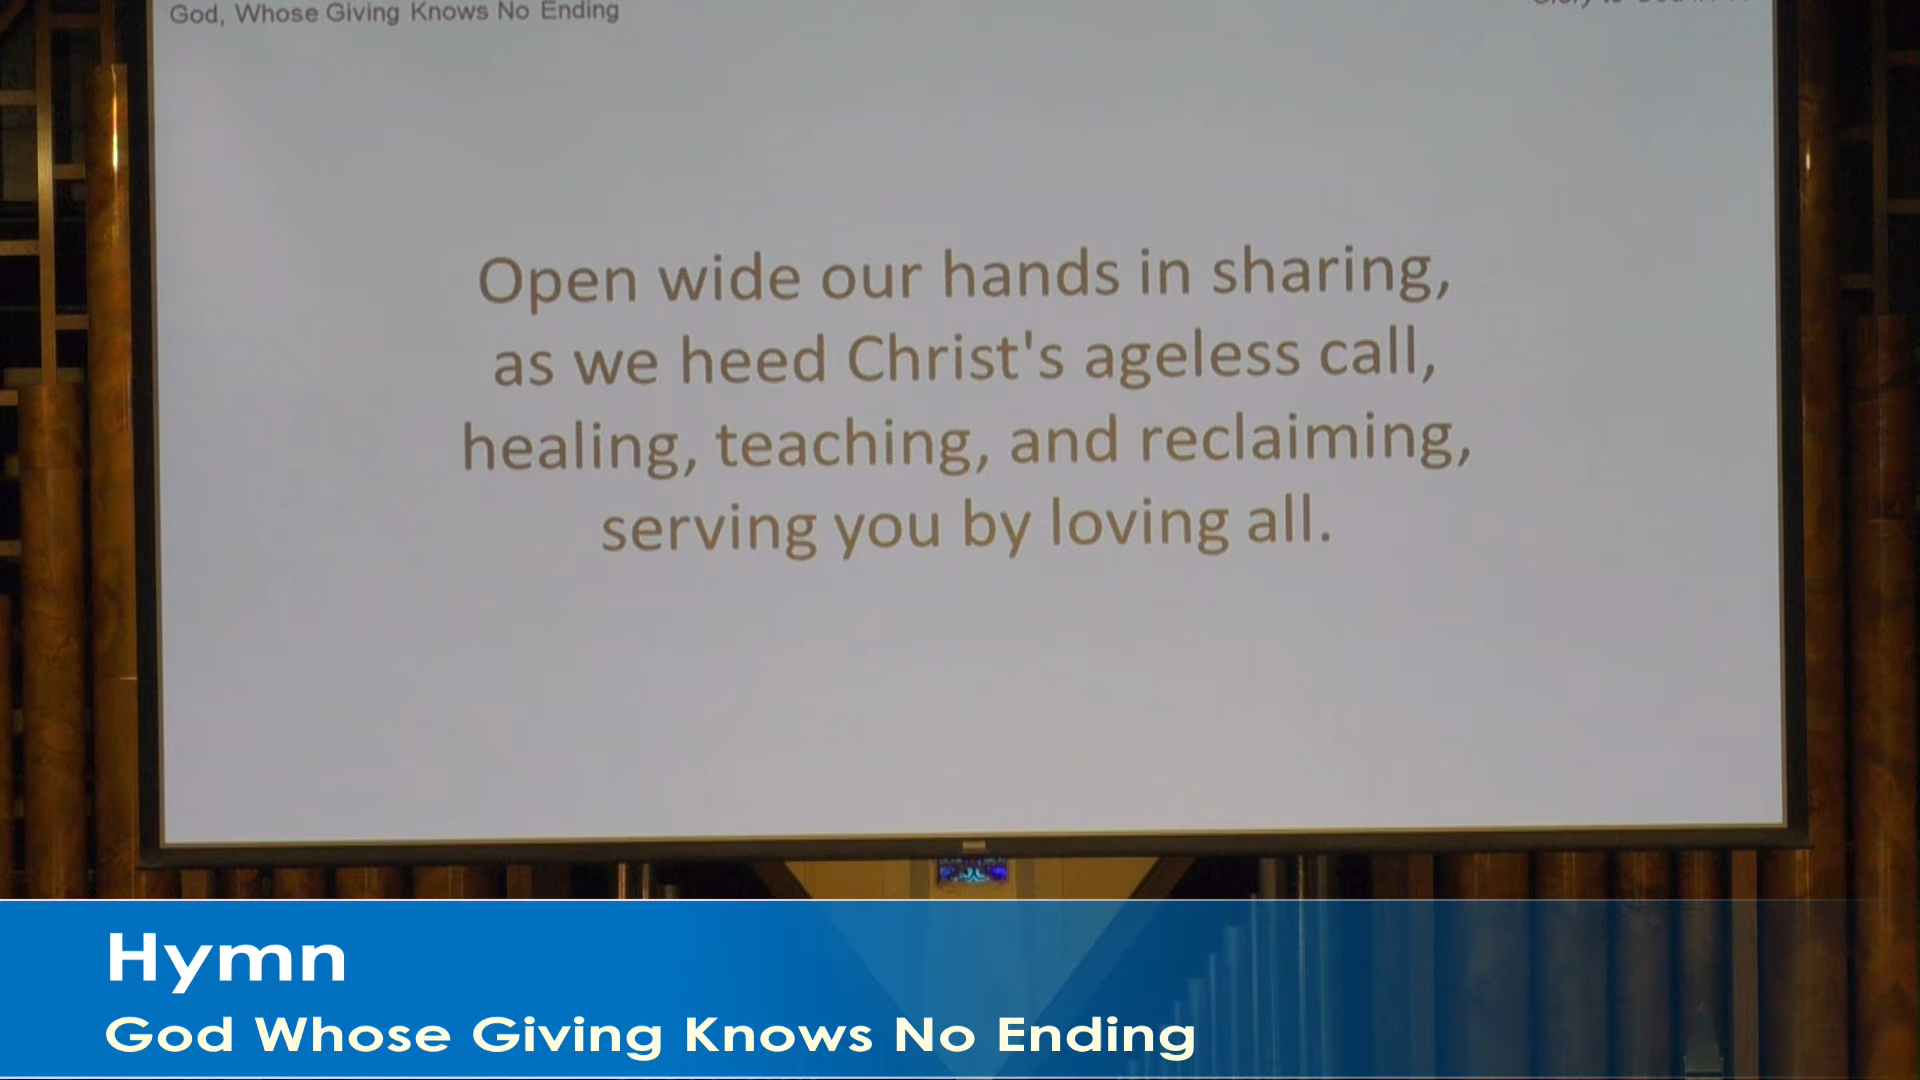 God, Whose Giving Knows No Ending
Open wide our hands in sharing,
as we heed Christ's ageless call,
healing, teaching, and reclaiming,
serving you by loving all.
Hymn
God Whose Giving Knows No Ending